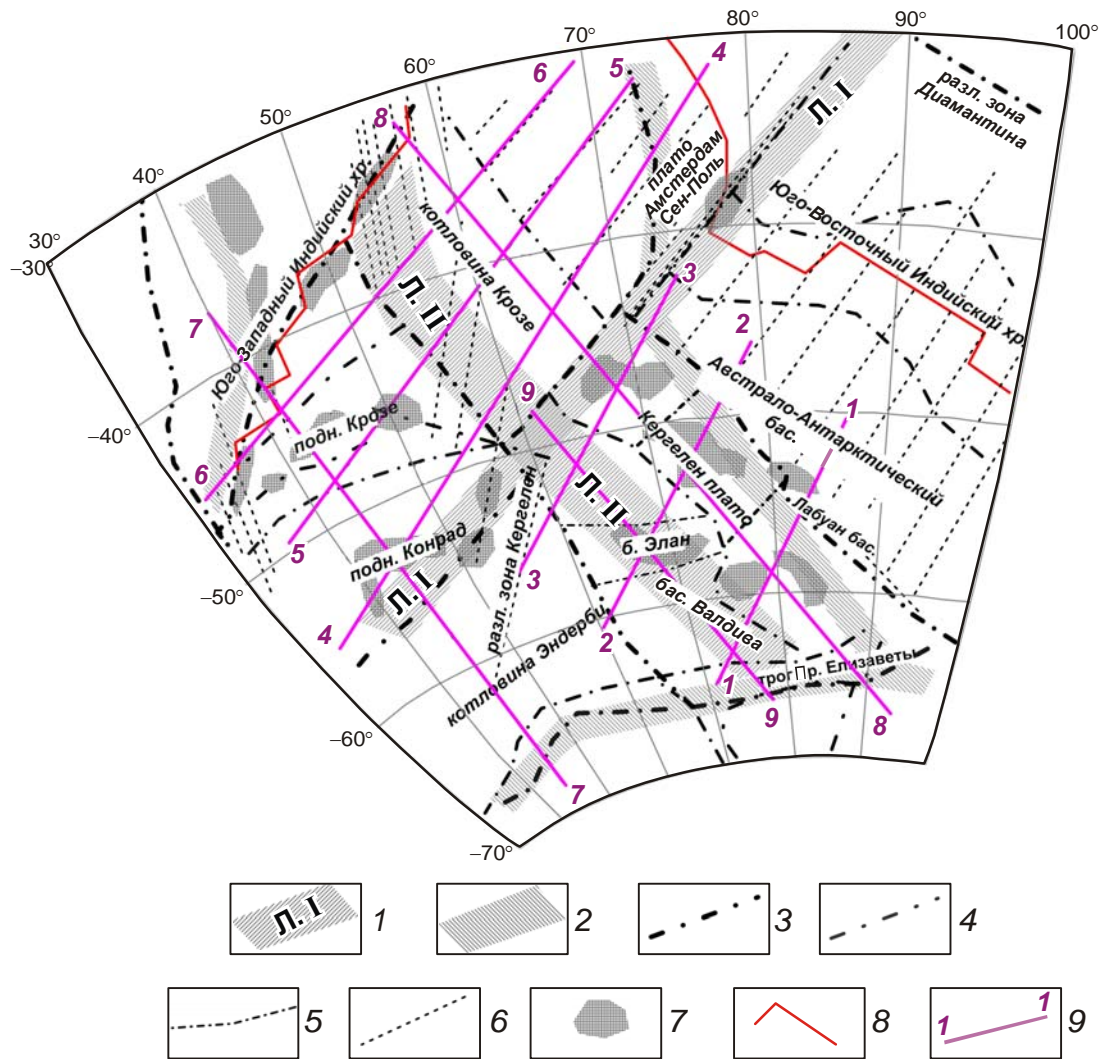 100°
90°
80°
70°
60°
50°
40°
30°
–30°
–40°
–50°
–60°
–70°
6
5
4
8
разл. зона
Диамантина
Л. I
плато
Амстердам
Сен-Поль
Юго-Западный Индийский хр.
котловина Крозе
Юго-Восточный Индийский хр.
3
Л. II
7
2
Австрало-Антарктический
бас.
1
9
подн. Крозе
Кергелен плато
6
Л. II
Лабуан бас.
5
подн. Конрад
разл. зона Кергелен
б. Элан
3
Л. I
бас. Валдива
4
котловина Эндерби
2
трог Пр. Елизаветы
1
9
8
7
Л. I
1
2
3
4
5
6
7
8
1
1
9